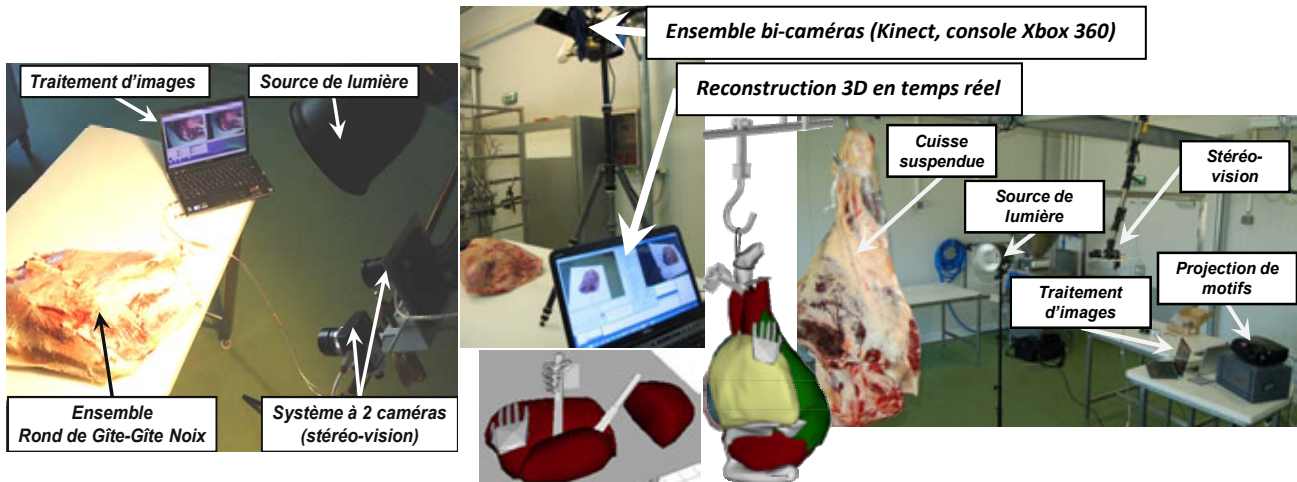 Traitement d'images
Source de lumière
Ensemble
Rond de Gîte-Gîte Noix
Système à 2 caméras
(stéréo-vision)
Ensemble bi-caméras (Kinect, console Xbox 360)
Reconstruction 3D en temps réel
Cuisse
suspendue
Source de
lumière
Stéréo-
vision
Traitement
d'images
Projection de
motifs